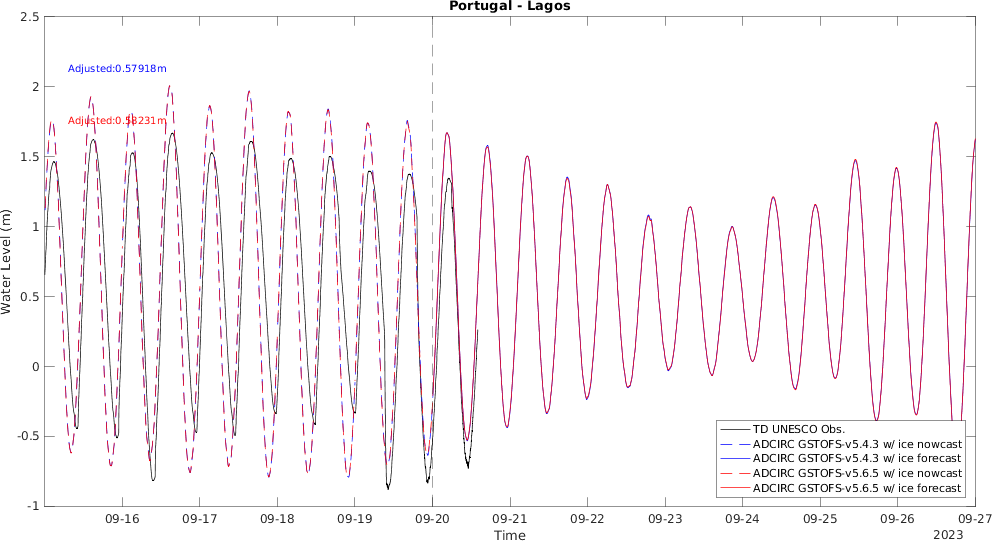 Portugal - Lagos
2.5
2
1.5
1
0.5
0
-0.5
-1
Water Level (m)
Adjusted:0.57918m
Adjusted:0.58231m
TD UNESCO Obs.
ADCIRC GSTOFS-v5.4.3 w/ ice nowcast
ADCIRC GSTOFS-v5.4.3 w/ ice forecast
ADCIRC GSTOFS-v5.6.5 w/ ice nowcast
ADCIRC GSTOFS-v5.6.5 w/ ice forecast
09-16 09-17 09-18 09-19 09-20 09-21 09-22 09-23 09-24 09-25 09-26 09-27
Time
2023